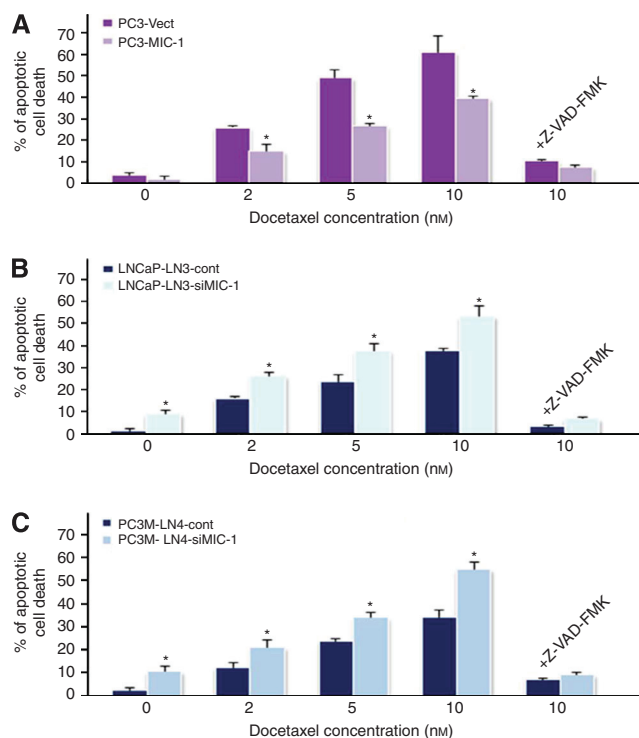 A
PC3-Vect
PC3-MIC-1
% of apoptotic
cell death
70
60
50
40
30
20
10
0
+Z-VAD-FMK
0 2 5 10 10
Docetaxel concentration (nM)
B
LNCaP-LN3-cont
LNCaP-LN3-siMIC-1
% of apoptotic
cell death
70
60
50
40
30
20
10
0
+Z-VAD-FMK
0 2 5 10 10
Docetaxel concentration (nM)
C
PC3M-LN4-cont
PC3M- LN4-siMIC-1
% of apoptotic
cell death
70
60
50
40
30
20
10
0
+Z-VAD-FMK
0 2 5 10 10
Docetaxel concentration (nM)